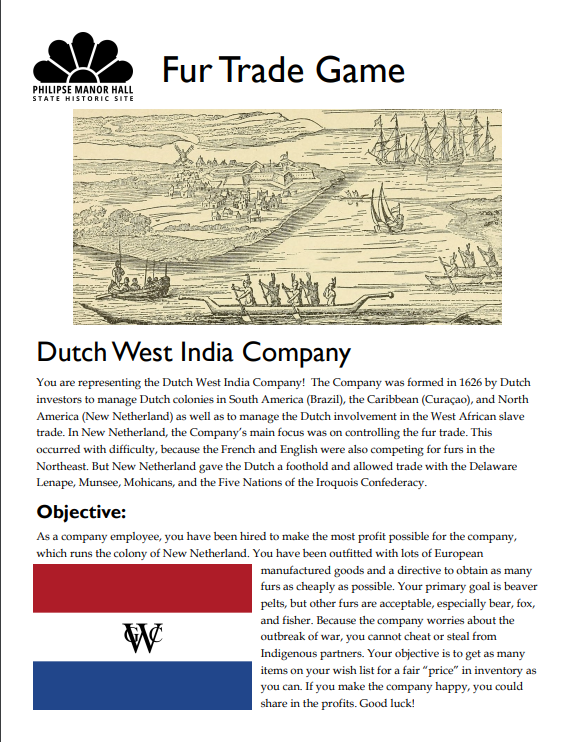 PHILIPSE MANOR HALL
STATE HISTORIC SITE
Fur Trade Game
Dutch West India Company
You are representing the Dutch West India Company!  The Company was formed in 1626 by Dutch
investors to manage Dutch colonies in South America (Brazil), the Caribbean (Curaçao), and North
America (New Netherland) as well as to manage the Dutch involvement in the West African slave
trade. In New Netherland, the Company’s main focus was on controlling the fur trade. This
occurred with difficulty, because the French and English were also competing for furs in the
Northeast. But New Netherland gave the Dutch a foothold and allowed trade with the Delaware
Lenape, Munsee, Mohicans, and the Five Nations of the Iroquois Confederacy.
Objective:
As a company employee, you have been hired to make the most profit possible for the company,
which runs the colony of New Netherland. You have been outfitted with lots of European
manufactured goods and a directive to obtain as many
furs as cheaply as possible. Your primary goal is beaver
pelts, but other furs are acceptable, especially bear, fox,
and fisher. Because the company worries about the
outbreak of war, you cannot cheat or steal from
Indigenous partners. Your objective is to get as many
items on your wish list for a fair “price” in inventory as
you can. If you make the company happy, you could
share in the profits. Good luck!
GWC